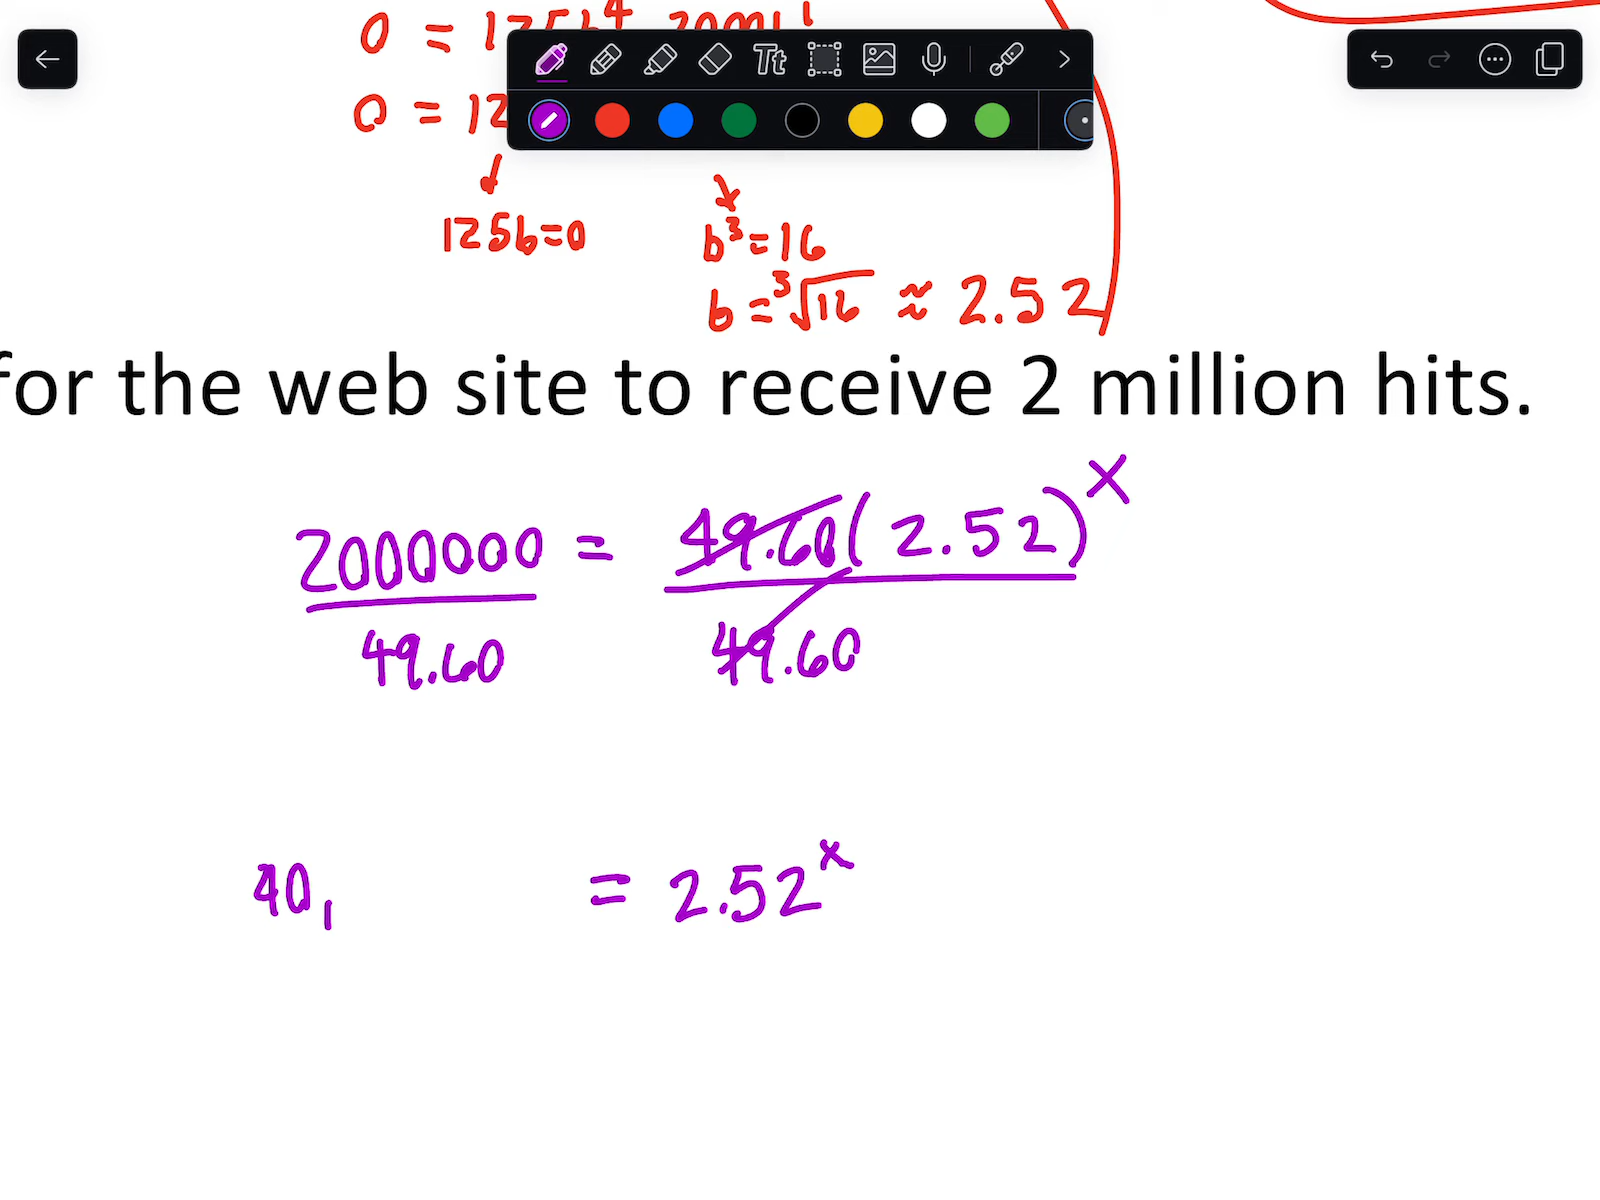 0 = 125b⁴
0 = 12
125b=0
b³=16
b=³√16 ≈ 2.52
for the web site to receive 2 million hits.
2000000 = 49.60(2.52)ˣ
49.60 49.60
40, = 2.52ˣ